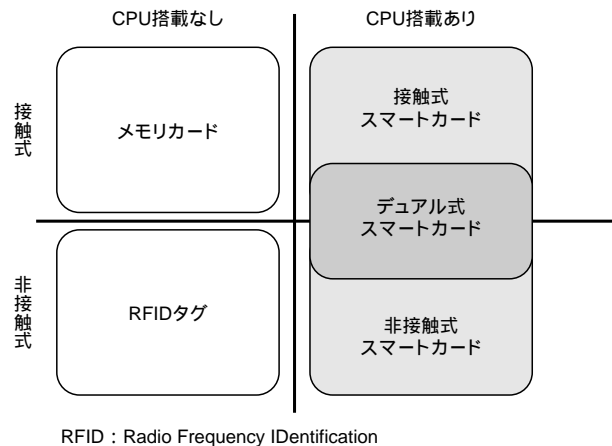 CPU搭載なし
CPU搭載あり
接触式
メモリカード
接触式
スマートカード
デュアル式
スマートカード
非接触式
RFIDタグ
非接触式
スマートカード
RFID：Radio Frequency IDentification